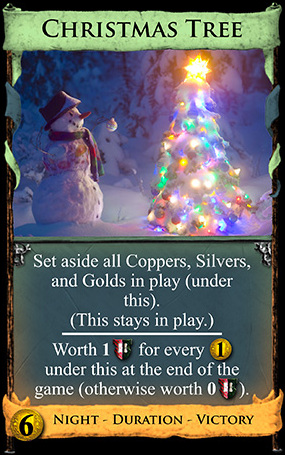 CHRISTMAS TREE
Set aside all Coppers, Silvers,
and Golds in play (under
this).
(This stays in play.)
Worth 1 for every 1
under this at the end of the
game (otherwise worth 0 ).
6 NIGHT - DURATION - VICTORY